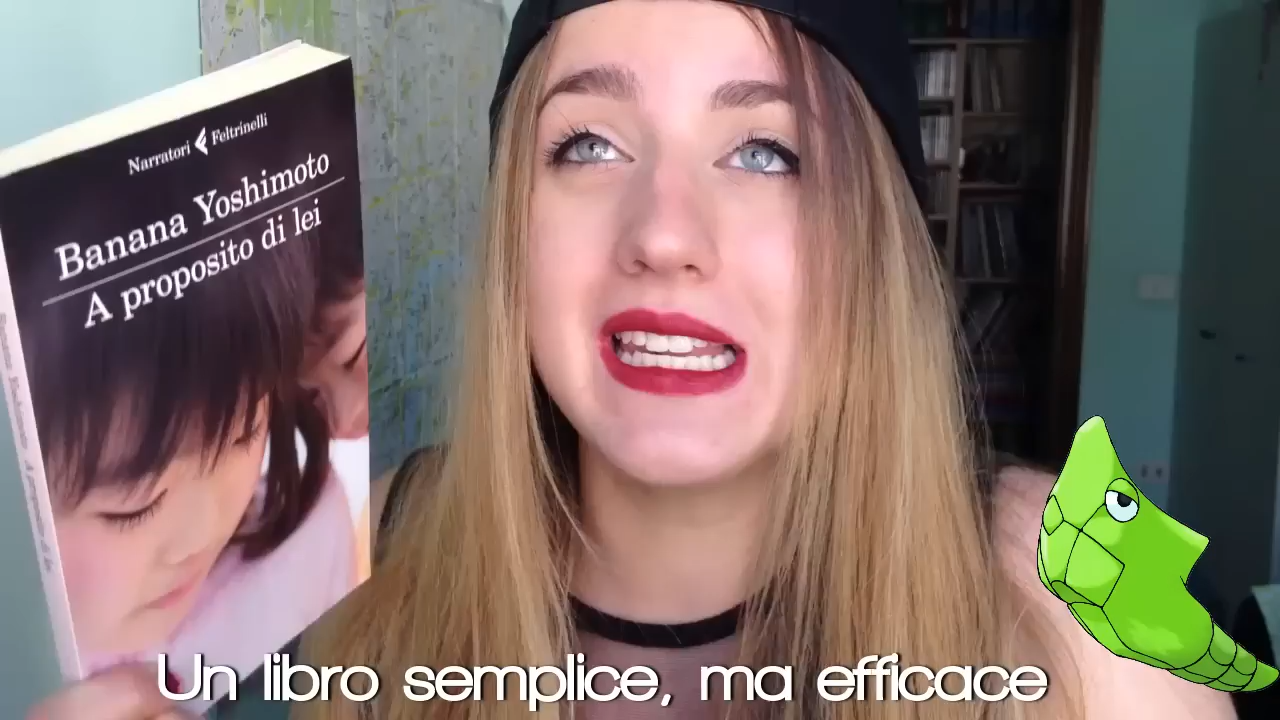 Narratori Feltrinelli
Banana Yoshimoto
A proposito di lei
Un libro semplice, ma efficace